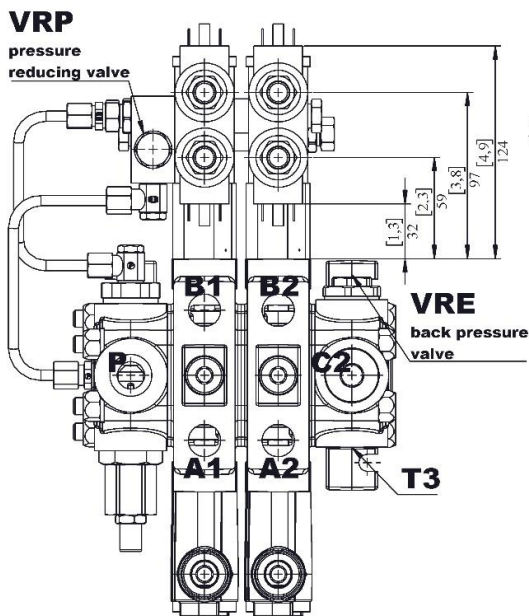 VRP
pressure
reducing valve
[4,9]
124
[3,8]
97
[2,3]
59
[1,3]
32
B1
B2
VRE
back pressure
valve
P
C2
A1
A2
T3